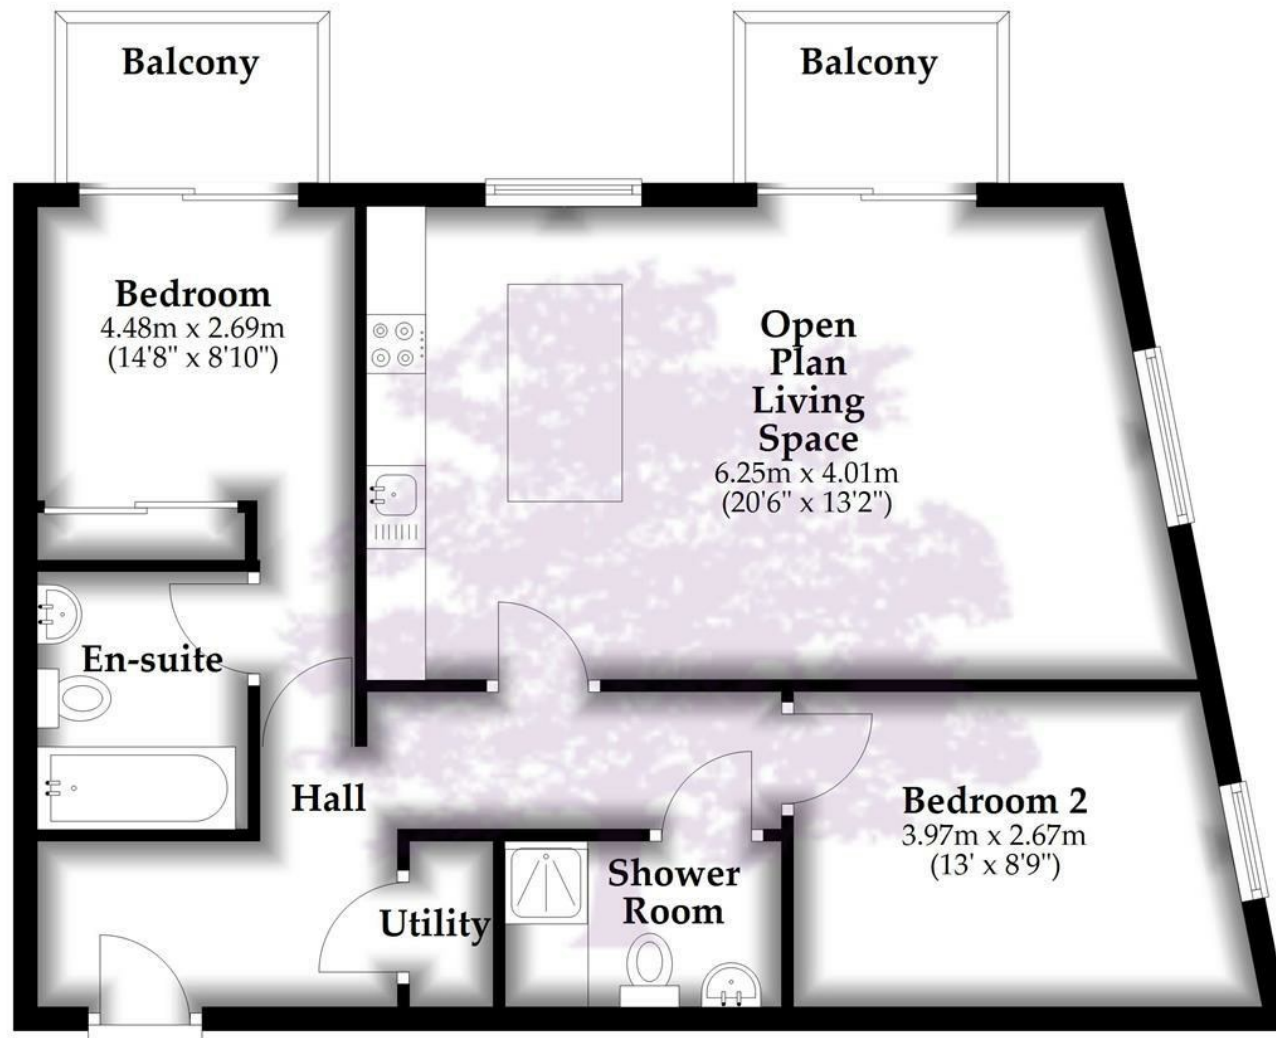 Balcony
Balcony
Bedroom
4.48m x 2.69m
(14'8" x 8'10")
Open
Plan
Living
Space
6.25m x 4.01m
(20'6" x 13'2")
En-suite
Hall
Bedroom 2
3.97m x 2.67m
(13' x 8'9")
Shower
Room
Utility